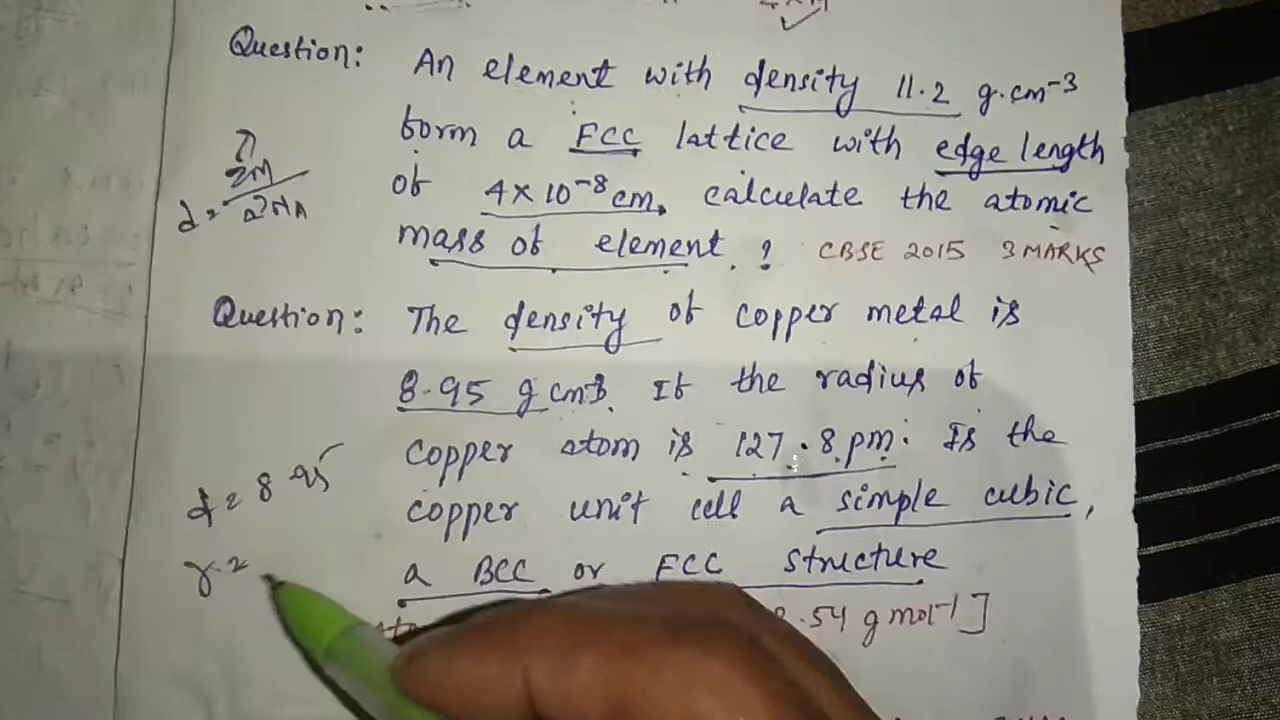 Question: An element with density 11.2 g.cm-3
form a FCC lattice with edge length
of 4×10-8 cm, calculate the atomic
mass of element. ? CBSE 2015 3 MARKS
d=
Question: The density of copper metal is
8.95 g cm-3. If the radius of
copper atom is 127.8 pm. Is the
d = 8.95
copper unit cell a simple cubic,
r =
a BCC or FCC structure
.54 g mol-1]